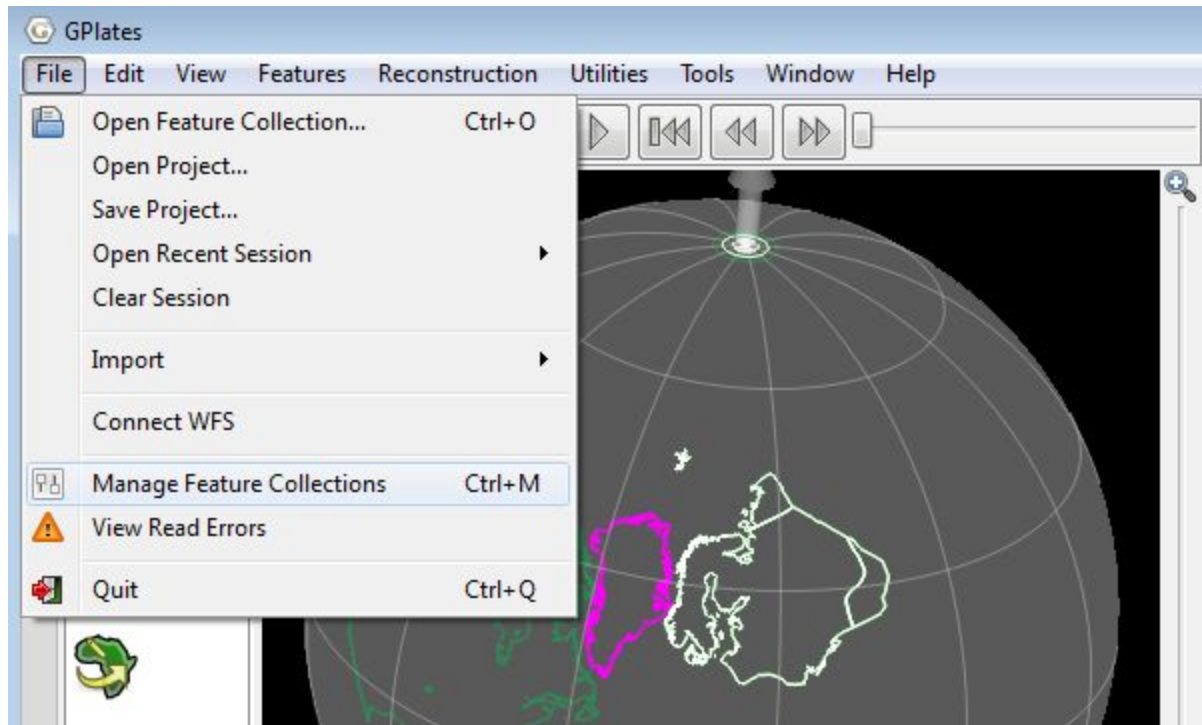 GPlates
File Edit View Features Reconstruction Utilities Tools Window Help
Open Feature Collection... Ctrl+O
Open Project...
Save Project...
Open Recent Session
Clear Session
Import
Connect WFS
Manage Feature Collections Ctrl+M
View Read Errors
Quit Ctrl+Q